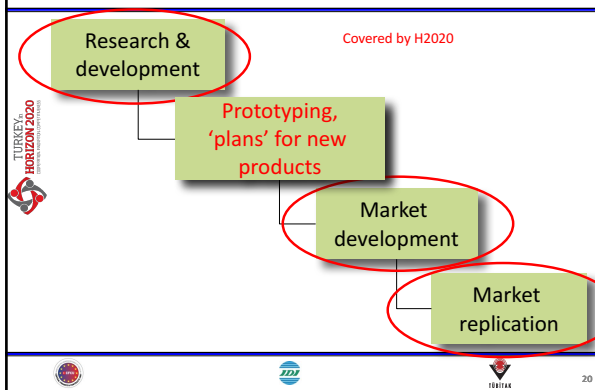 Research &
development
Covered by H2020
Prototyping,
‘plans’ for new
products
Market
development
Market
replication
TURKEY in
HORIZON 2020
TÜBİTAK
20